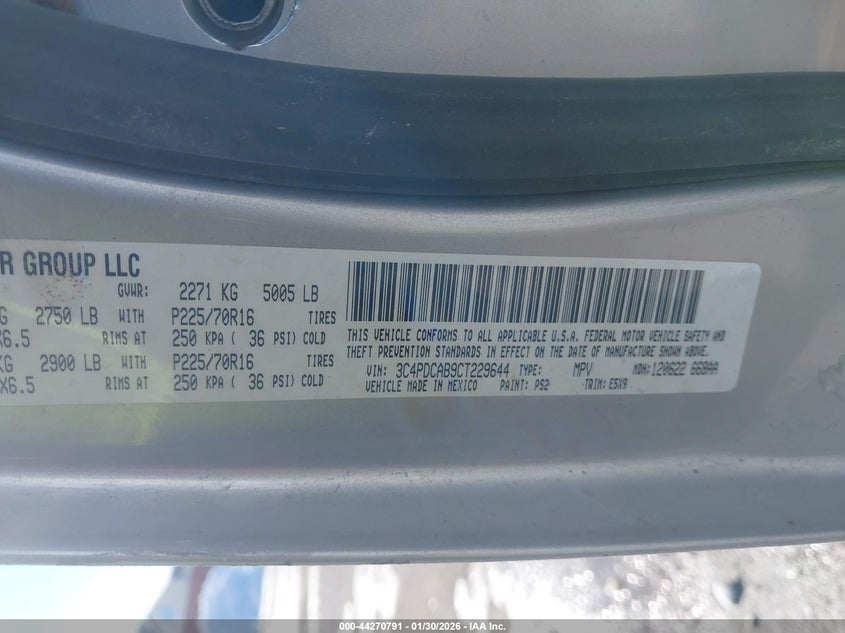 R GROUP LLC
GVWR: 2271 KG 5005 LB
G 2750 LB WITH P225/70R16 TIRES
X6.5 RIMS AT 250 KPA ( 36 PSI) COLD
KG 2900 LB WITH P225/70R16 TIRES
X6.5 RIMS AT 250 KPA ( 36 PSI) COLD
THIS VEHICLE CONFORMS TO ALL APPLICABLE U.S.A. FEDERAL MOTOR VEHICLE SAFETY AND
THEFT PREVENTION STANDARDS IN EFFECT ON THE DATE OF MANUFACTURE SHOWN ABOVE.
VIN: 3C4PDCAB9CT229644 TYPE: MPV MDH: 120622 668AA
VEHICLE MADE IN MEXICO PAINT: PS2 TRIM: E5X9
000-44270791 - 01/30/2026 - IAA Inc.